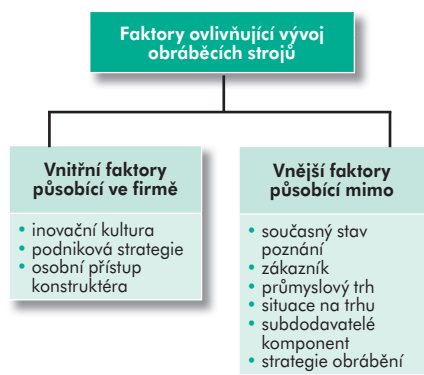 Faktory ovlivňující vývoj
obráběcích strojů
Vnitřní faktory
působící ve firmě
• inovační kultura
• podniková strategie
• osobní přístup
konstruktéra
Vnější faktory
působící mimo
• současný stav
poznání
• zákazník
• průmyslový trh
• situace na trhu
• subdodavatelé
komponent
• strategie obrábění